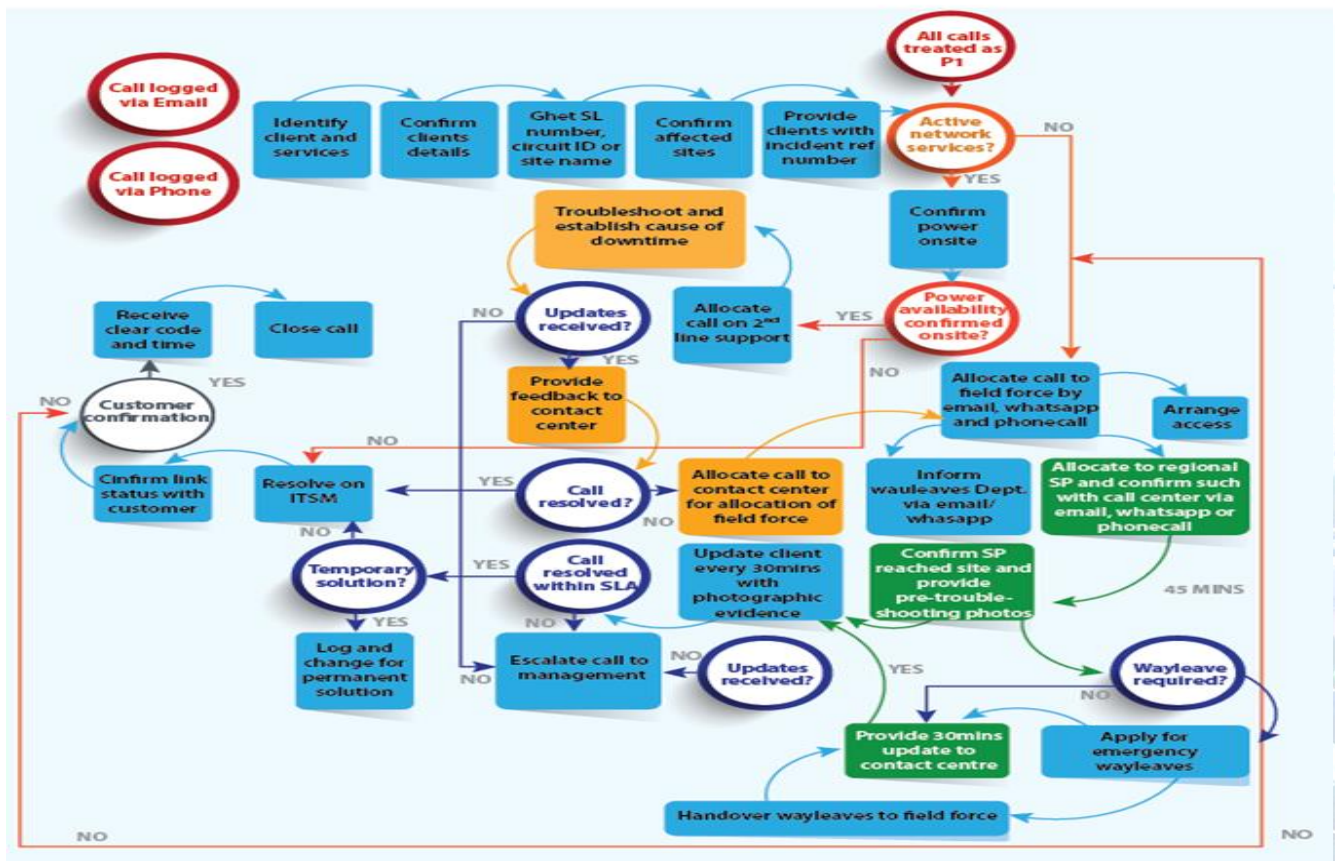 All calls
treated as
P1
Call logged
via Email
Call logged
via Phone
Identify
client and
services
Confirm
clients
details
Ghet SL
number,
circuit ID or
site name
Confirm
affected
sites
Provide
clients with
incident ref
number
Active
network
services?
NO
YES
Troubleshoot and
establish cause of
downtime
Confirm
power
onsite
Receive
clear code
and time
Close call
NO
Updates
received?
Allocate
call on 2nd
line support
YES
Power
availability
confirmed
onsite?
YES
YES
NO
Provide
feedback to
contact
center
Allocate call to
field force by
email, whatsapp
and phonecall
Arrange
access
NO
Customer
confirmation
NO
Cinfirm link
status with
customer
Resolve on
ITSM
YES
Call
resolved?
NO
Allocate call to
contact center
for allocation of
field force
Inform
wauleaves Dept.
via email/
whasapp
Allocate to regional
SP and confirm such
with call center via
email, whatsapp or
phonecall
NO
Temporary
solution?
YES
Call
resolved
within SLA
Update client
every 30mins
with
photographic
evidence
Confirm SP
reached site and
provide
pre-trouble-
shooting photos
45 MINS
YES
NO
Log and
change for
permanent
solution
NO
Escalate call to
management
NO
Updates
received?
YES
Wayleave
required?
NO
Provide 30mins
update to
contact centre
Apply for
emergency
wayleaves
Handover wayleaves to field force
NO
NO